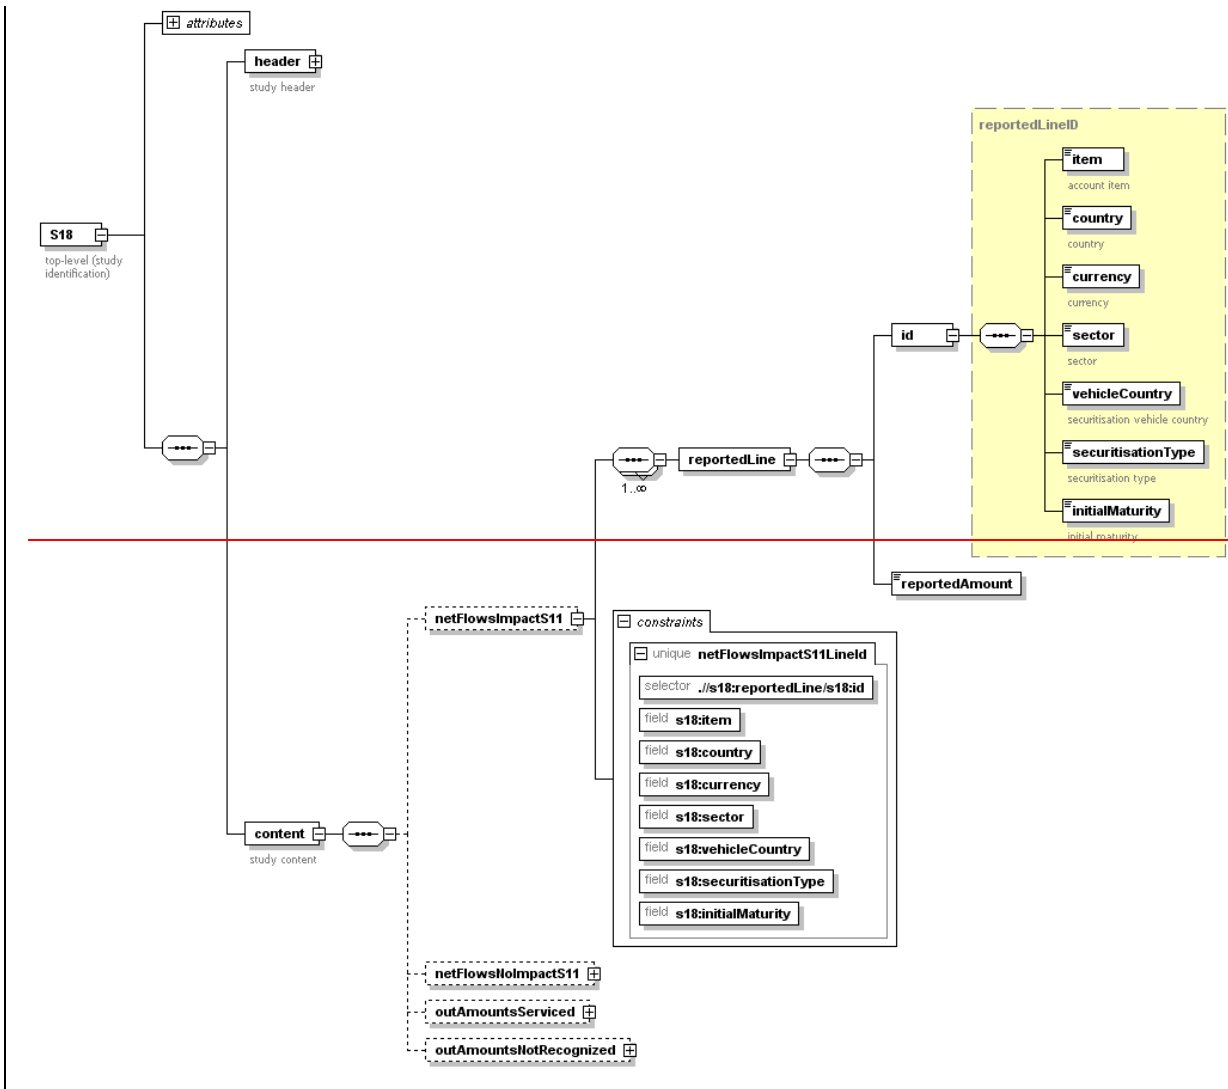 attributes
header
study header
reportedLineID
item
account item
country
country
currency
currency
S18
top-level (study
identification)
id
sector
sector
vehicleCountry
securitisation vehicle country
securitisationType
securitisation type
reportedLine
1..∞
initialMaturity
initial maturity
reportedAmount
netFlowsImpactS11
constraints
unique netFlowsImpactS11LineId
selector .//s18:reportedLine/s18:id
field s18:item
field s18:country
field s18:currency
field s18:sector
content
study content
field s18:vehicleCountry
field s18:securitisationType
field s18:initialMaturity
netFlowsNoImpactS11
outAmountsServiced
outAmountsNotRecognized